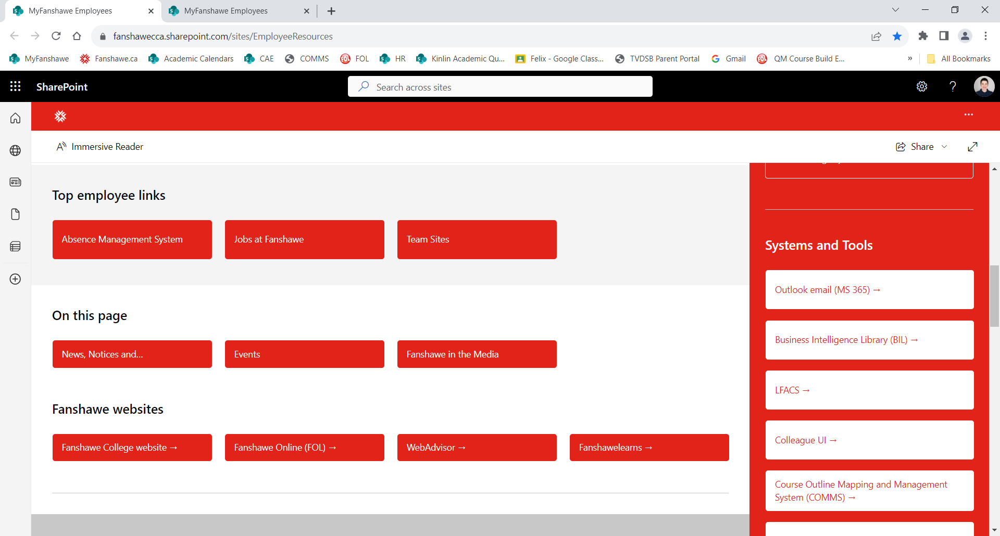 MyFanshawe Employees
MyFanshawe Employees
fanshawecca.sharepoint.com/sites/EmployeeResources
MyFanshawe
Fanshawe.ca
Academic Calendars
CAE
COMMS
FOL
HR
Kinlin Academic Qu...
Felix - Google Class...
TVDSB Parent Portal
Gmail
QM Course Build E...
»
All Bookmarks
SharePoint
Search across sites
Immersive Reader
Share
Top employee links
Absence Management System
Jobs at Fanshawe
Team Sites
On this page
News, Notices and...
Events
Fanshawe in the Media
Fanshawe websites
Fanshawe College website →
Fanshawe Online (FOL) →
WebAdvisor →
Fanshawelearns →
Systems and Tools
Outlook email (MS 365) →
Business Intelligence Library (BIL) →
LFACS →
Colleague UI →
Course Outline Mapping and Management
System (COMMS) →